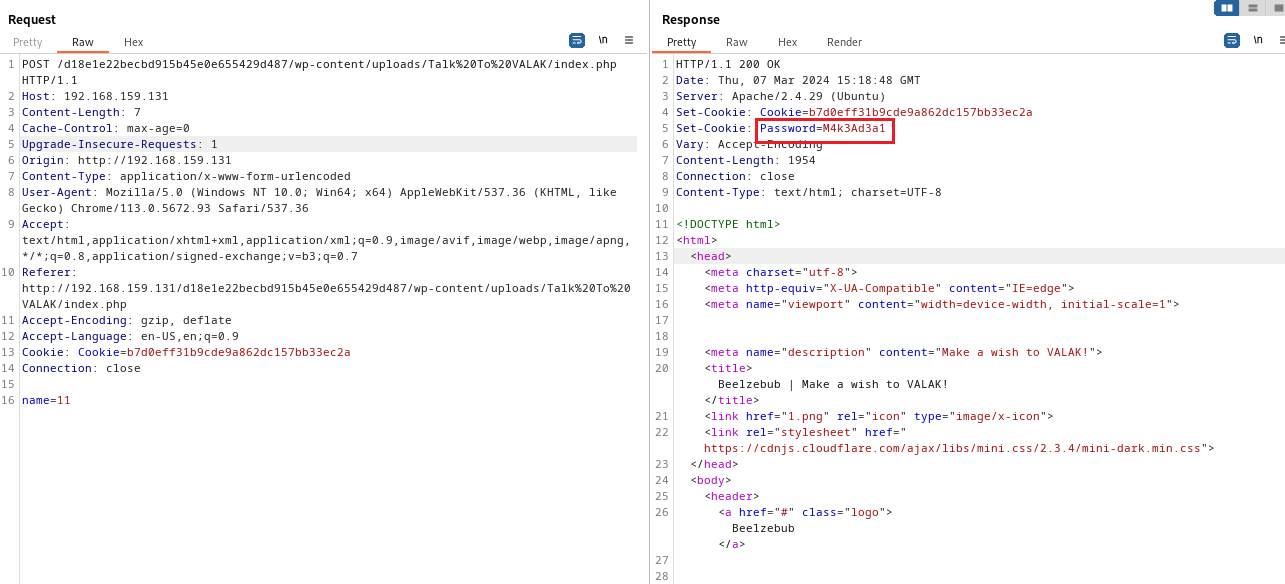 Request
Pretty Raw Hex \n
1 POST /d18e1e22becbd915b45e0e655429d487/wp-content/uploads/Talk%20To%20VALAK/index.php
HTTP/1.1
2 Host: 192.168.159.131
3 Content-Length: 7
4 Cache-Control: max-age=0
5 Upgrade-Insecure-Requests: 1
6 Origin: http://192.168.159.131
7 Content-Type: application/x-www-form-urlencoded
8 User-Agent: Mozilla/5.0 (Windows NT 10.0; Win64; x64) AppleWebKit/537.36 (KHTML, like
Gecko) Chrome/113.0.5672.93 Safari/537.36
9 Accept:
text/html,application/xhtml+xml,application/xml;q=0.9,image/avif,image/webp,image/apng,
*/*;q=0.8,application/signed-exchange;v=b3;q=0.7
10 Referer:
http://192.168.159.131/d18e1e22becbd915b45e0e655429d487/wp-content/uploads/Talk%20To%20
VALAK/index.php
11 Accept-Encoding: gzip, deflate
12 Accept-Language: en-US,en;q=0.9
13 Cookie: Cookie=b7d0eff31b9cde9a862dc157bb33ec2a
14 Connection: close
15
16 name=11
Response
Pretty Raw Hex Render \n
1 HTTP/1.1 200 OK
2 Date: Thu, 07 Mar 2024 15:18:48 GMT
3 Server: Apache/2.4.29 (Ubuntu)
4 Set-Cookie: Cookie=b7d0eff31b9cde9a862dc157bb33ec2a
5 Set-Cookie: Password=M4k3Ad3a1
6 Vary: Accept-Encoding
7 Content-Length: 1954
8 Connection: close
9 Content-Type: text/html; charset=UTF-8
10
11 <!DOCTYPE html>
12 <html>
13 <head>
14 <meta charset="utf-8">
15 <meta http-equiv="X-UA-Compatible" content="IE=edge">
16 <meta name="viewport" content="width=device-width, initial-scale=1">
17
18
19 <meta name="description" content="Make a wish to VALAK!">
20 <title>
Beelzebub | Make a wish to VALAK!
</title>
21 <link href="1.png" rel="icon" type="image/x-icon">
22 <link rel="stylesheet" href="
https://cdnjs.cloudflare.com/ajax/libs/mini.css/2.3.4/mini-dark.min.css">
23 </head>
24 <body>
25 <header>
26 <a href="#" class="logo">
Beelzebub
</a>
27
28